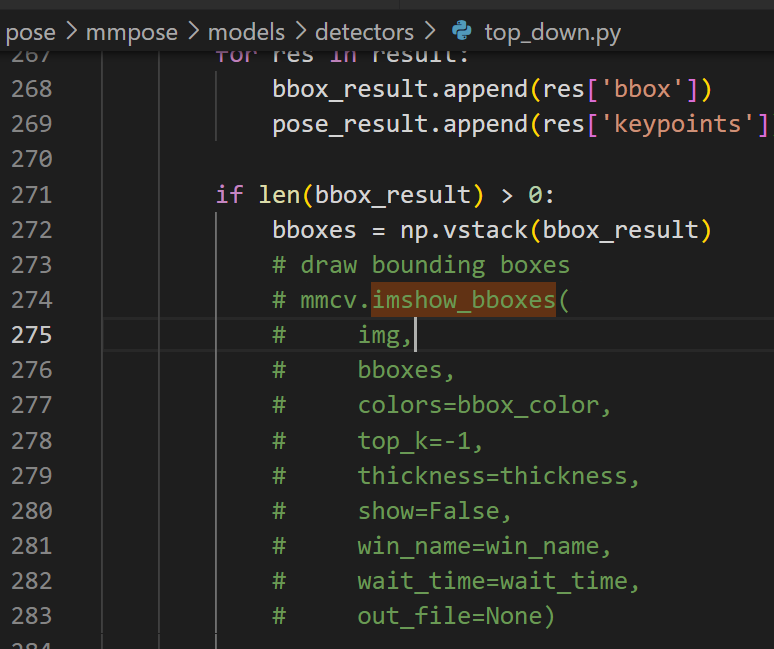 pose > mmpose > models > detectors > top_down.py
267 for res in result:
268 bbox_result.append(res['bbox'])
269 pose_result.append(res['keypoints']
270
271 if len(bbox_result) > 0:
272 bboxes = np.vstack(bbox_result)
273 # draw bounding boxes
274 # mmcv.imshow_bboxes(
275 #     img,
276 #     bboxes,
277 #     colors=bbox_color,
278 #     top_k=-1,
279 #     thickness=thickness,
280 #     show=False,
281 #     win_name=win_name,
282 #     wait_time=wait_time,
283 #     out_file=None)
284